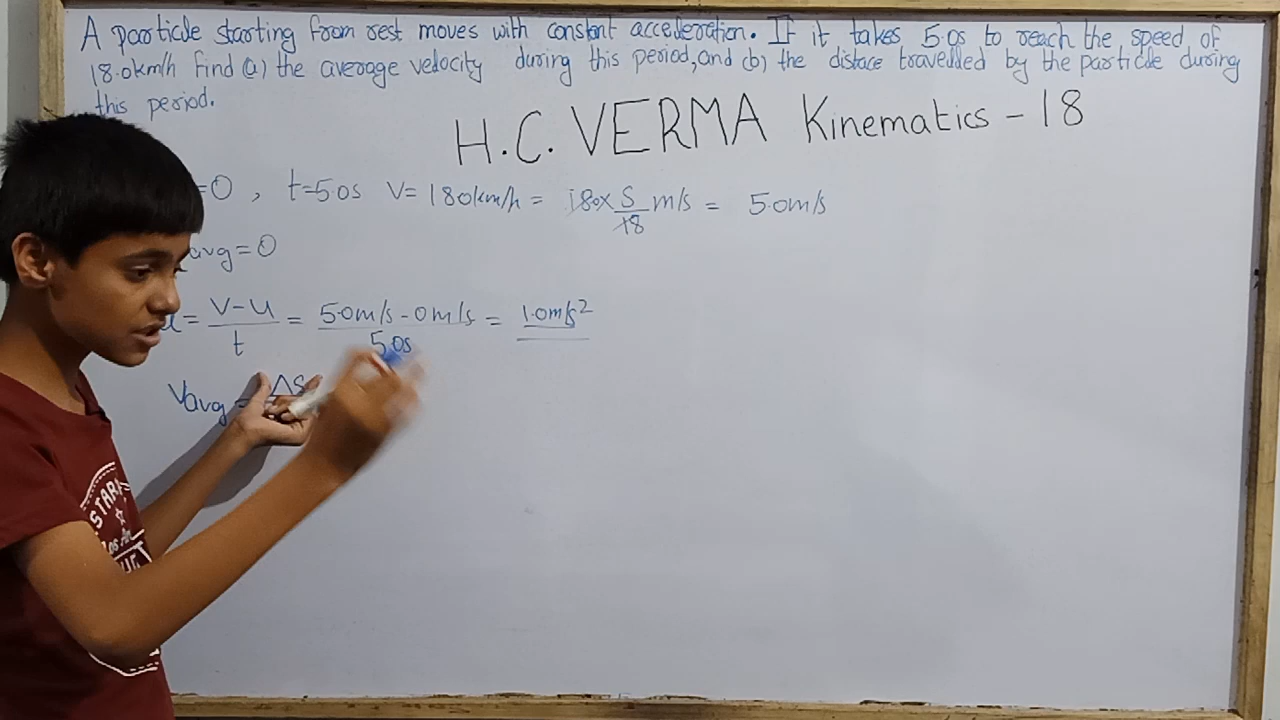 A particle starting from rest moves with constant acceleration. If it takes 5.0s to reach the speed of
18.0km/h find (a) the average velocity during this period, and (b) the distace travelled by the particle during
this period.
H.C. VERMA Kinematics - 18
=0 , t=5.0s V= 18.0km/h = 18.0x 5/18 m/s = 5.0m/s
avg=0
= V-u/t = 5.0m/s-0m/s/5.0s = 1.0m/s²
Vavg = ΔS
STAR